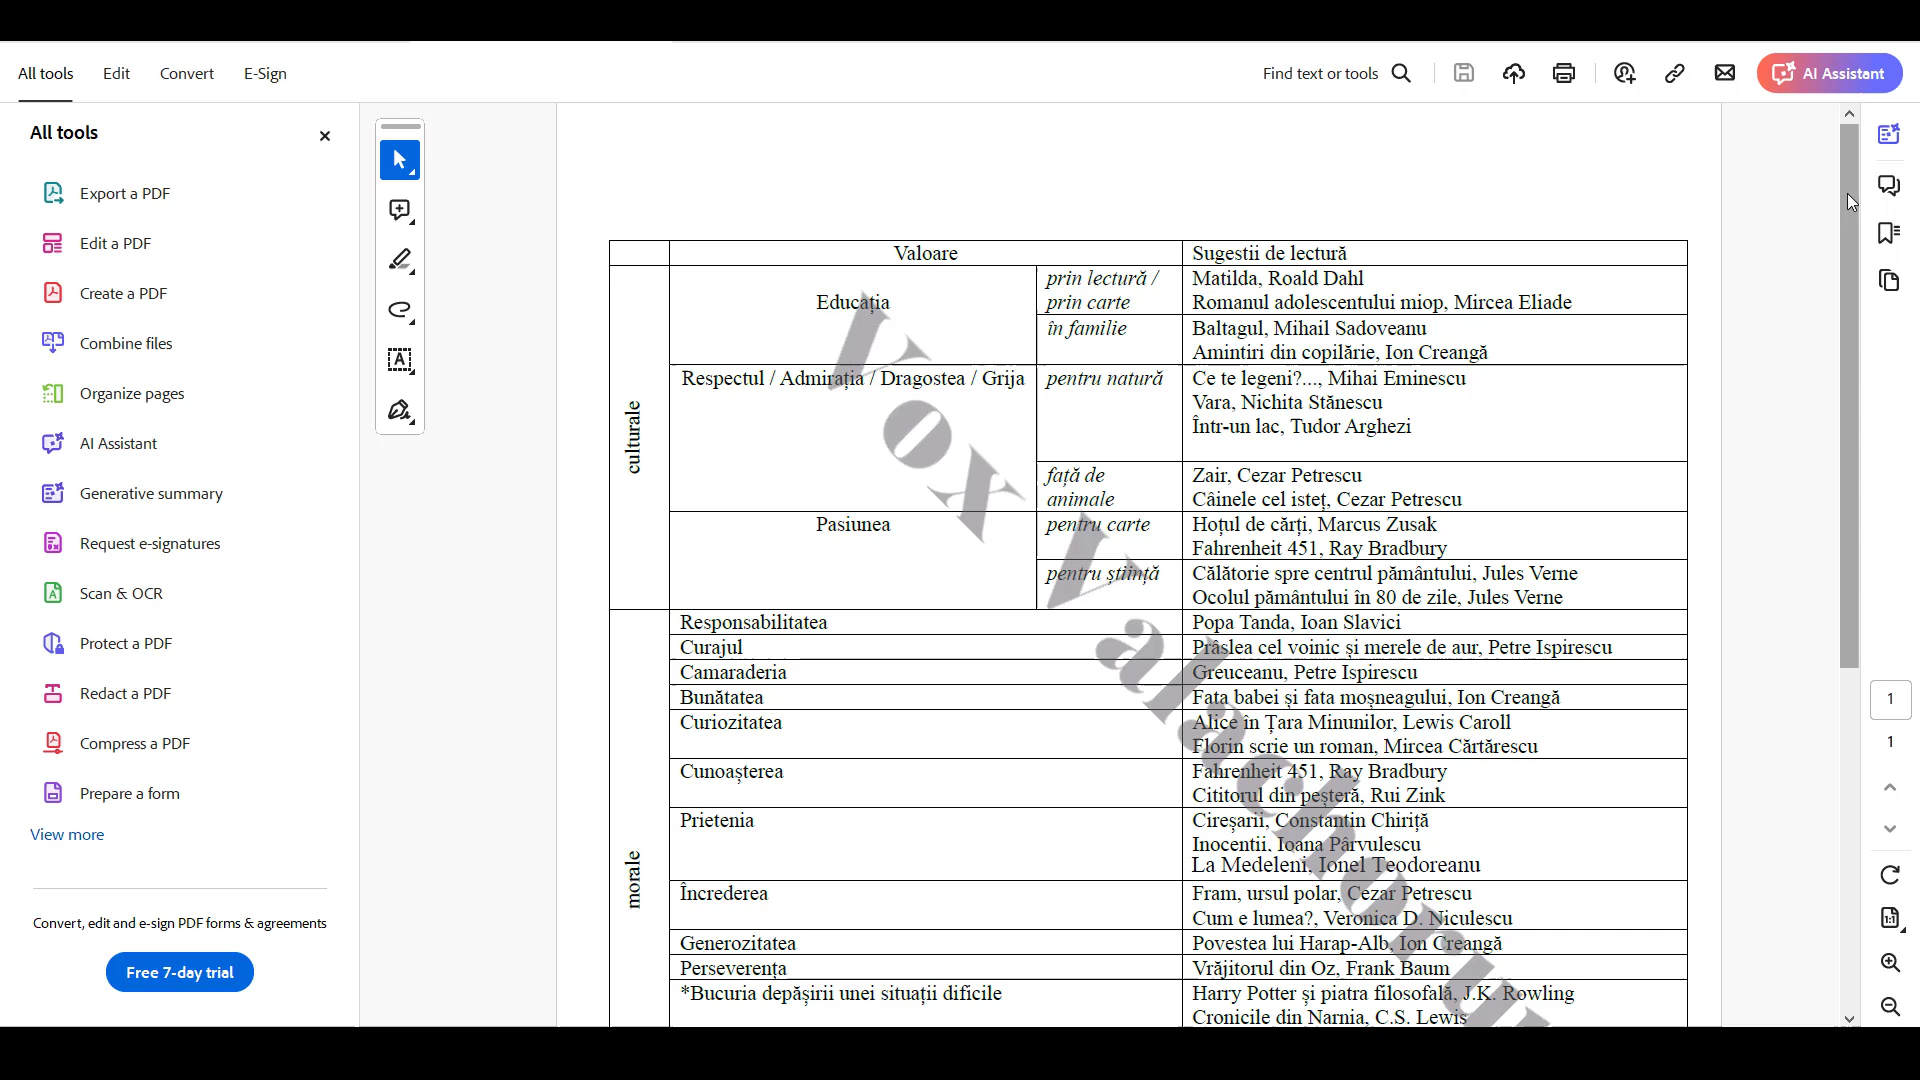 All tools
Edit
Convert
E-Sign
Find text or tools
AI Assistant
All tools
Export a PDF
Edit a PDF
Create a PDF
Combine files
Organize pages
AI Assistant
Generative summary
Request e-signatures
Scan & OCR
Protect a PDF
Redact a PDF
Compress a PDF
Prepare a form
View more
Convert, edit and e-sign PDF forms & agreements
Free 7-day trial
Valoare
Sugestii de lectură
culturale
Educația
prin lectură /
prin carte
Matilda, Roald Dahl
Romanul adolescentului miop, Mircea Eliade
în familie
Baltagul, Mihail Sadoveanu
Amintiri din copilărie, Ion Creangă
Respectul / Admirația / Dragostea / Grija
pentru natură
Ce te legeni?..., Mihai Eminescu
Vara, Nichita Stănescu
Într-un lac, Tudor Arghezi
față de
animale
Zair, Cezar Petrescu
Câinele cel isteț, Cezar Petrescu
Pasiunea
pentru carte
Hoțul de cărți, Marcus Zusak
Fahrenheit 451, Ray Bradbury
pentru știință
Călătorie spre centrul pământului, Jules Verne
Ocolul pământului în 80 de zile, Jules Verne
morale
Responsabilitatea
Popa Tanda, Ioan Slavici
Curajul
Prâslea cel voinic și merele de aur, Petre Ispirescu
Camaraderia
Greuceanu, Petre Ispirescu
Bunătatea
Fata babei și fata moșneagului, Ion Creangă
Curiozitatea
Alice în Țara Minunilor, Lewis Caroll
Florin scrie un roman, Mircea Cărtărescu
Cunoașterea
Fahrenheit 451, Ray Bradbury
Cititorul din peșteră, Rui Zink
Prietenia
Cireșarii, Constantin Chiriță
Inocenții, Ioana Pârvulescu
La Medeleni, Ionel Teodoreanu
Încrederea
Fram, ursul polar, Cezar Petrescu
Cum e lumea?, Veronica D. Niculescu
Generozitatea
Povestea lui Harap-Alb, Ion Creangă
Perseverența
Vrăjitorul din Oz, Frank Baum
*Bucuria depășirii unei situații dificile
Harry Potter și piatra filosofală, J.K. Rowling
Cronicile din Narnia, C.S. Lewis
Vox Valachorum
1
1